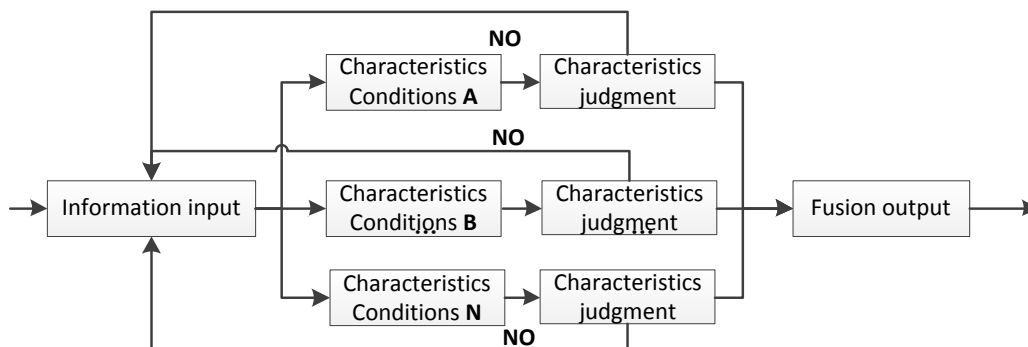 NO
Characteristics
Conditions A
Characteristics
judgment
NO
Information input
Characteristics
Conditions B
...
Characteristics
judgment
...
Fusion output
Characteristics
Conditions N
Characteristics
judgment
NO